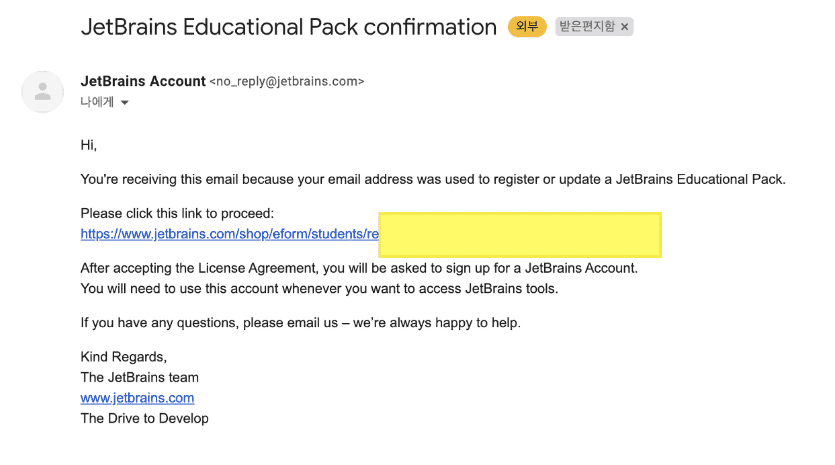 JetBrains Educational Pack confirmation 외부 받은편지함 ×
JetBrains Account <no_reply@jetbrains.com>
나에게
Hi,
You're receiving this email because your email address was used to register or update a JetBrains Educational Pack.
Please click this link to proceed:
https://www.jetbrains.com/shop/eform/students/re
After accepting the License Agreement, you will be asked to sign up for a JetBrains Account.
You will need to use this account whenever you want to access JetBrains tools.
If you have any questions, please email us – we're always happy to help.
Kind Regards,
The JetBrains team
www.jetbrains.com
The Drive to Develop